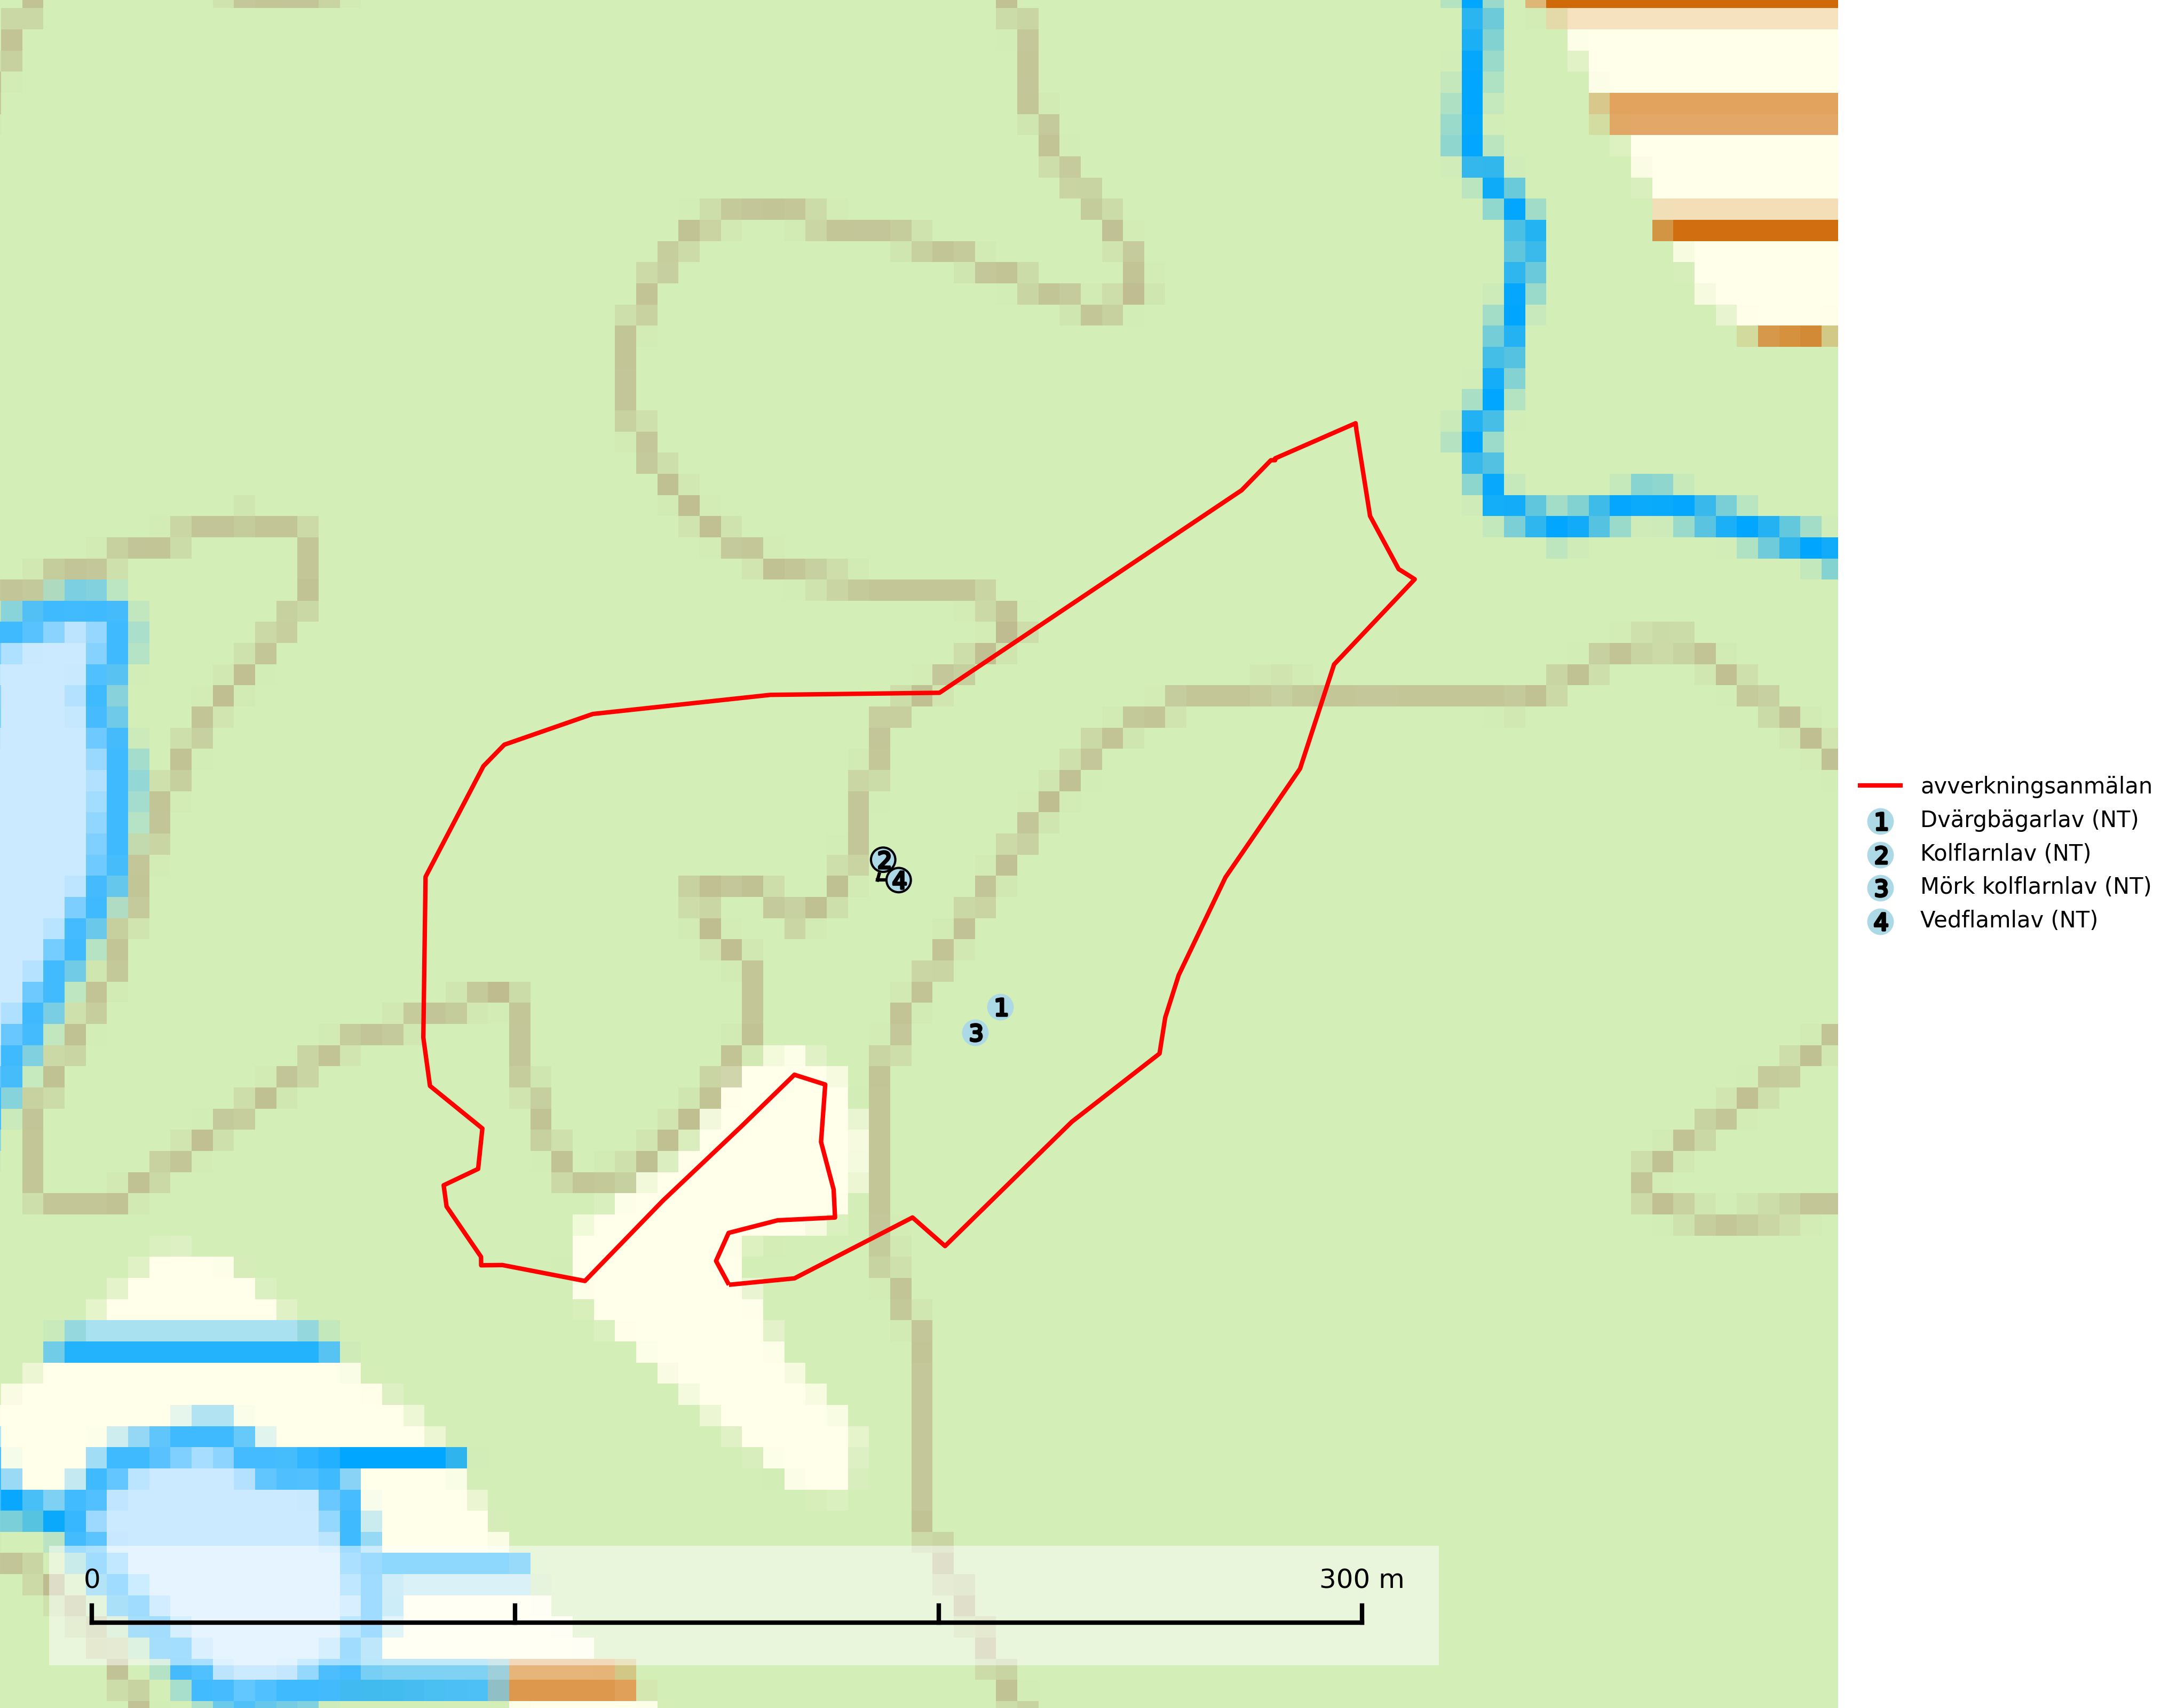 2
4
1
3
0
300 m
avverkningsanmälan
1 Dvärgbägarlav (NT)
2 Kolflarnlav (NT)
3 Mörk kolflarnlav (NT)
4 Vedflamlav (NT)